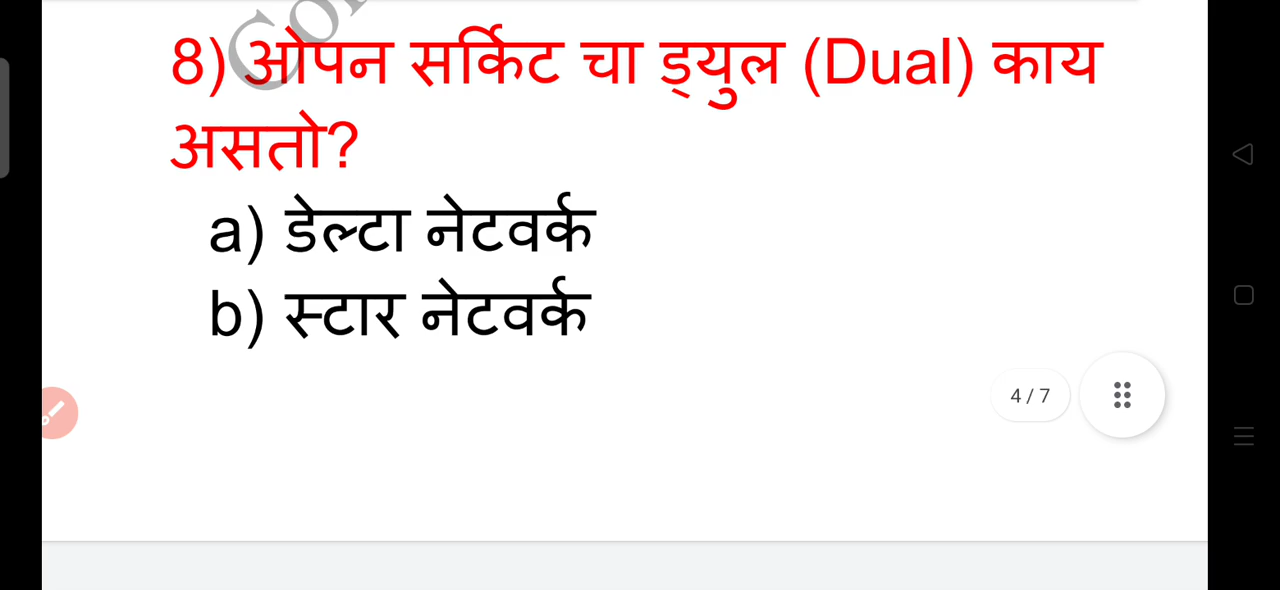 8) ओपन सर्किट चा ड्युल (Dual) काय
असतो?
a) डेल्टा नेटवर्क
b) स्टार नेटवर्क
4 / 7